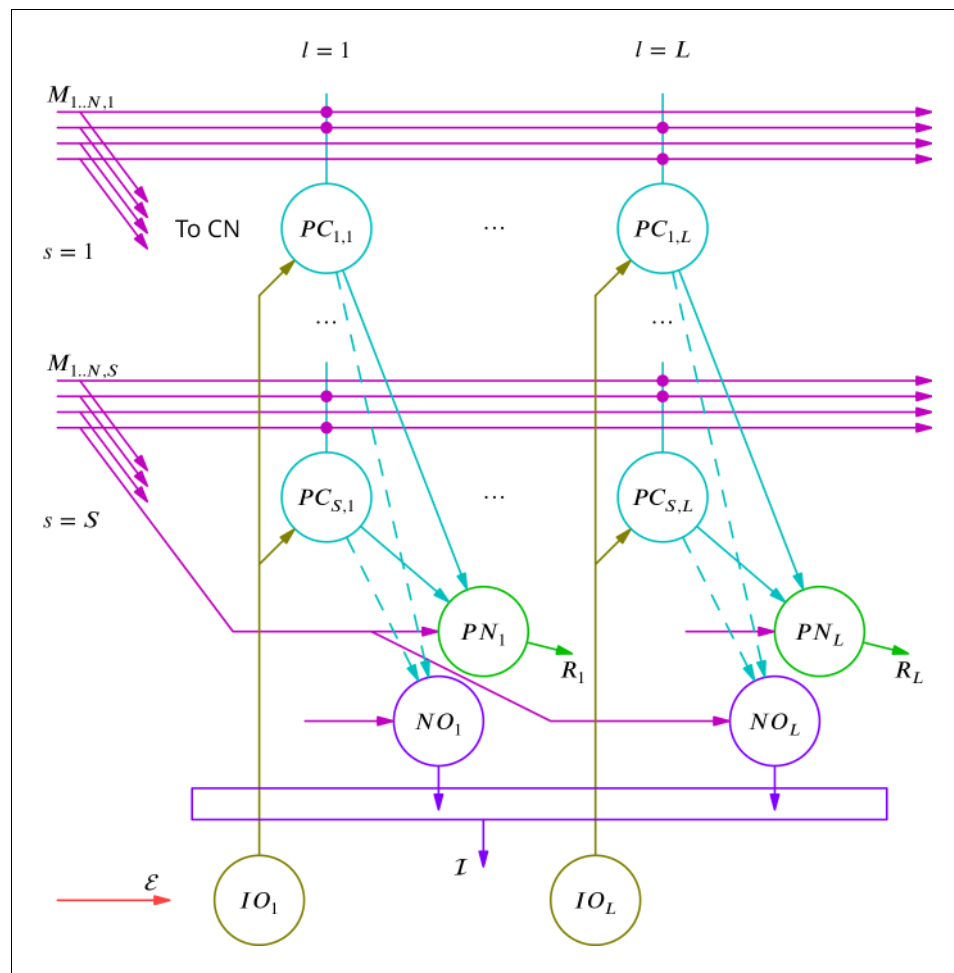 l = 1 l = L
M1..N,1
To CN PC1,1 ... PC1,L
s = 1
... ...
M1..N,S
PCS,1 ... PCS,L
s = S
PN1 PNL
R1 RL
NO1 NOL
ℰ ℐ
IO1 IOL